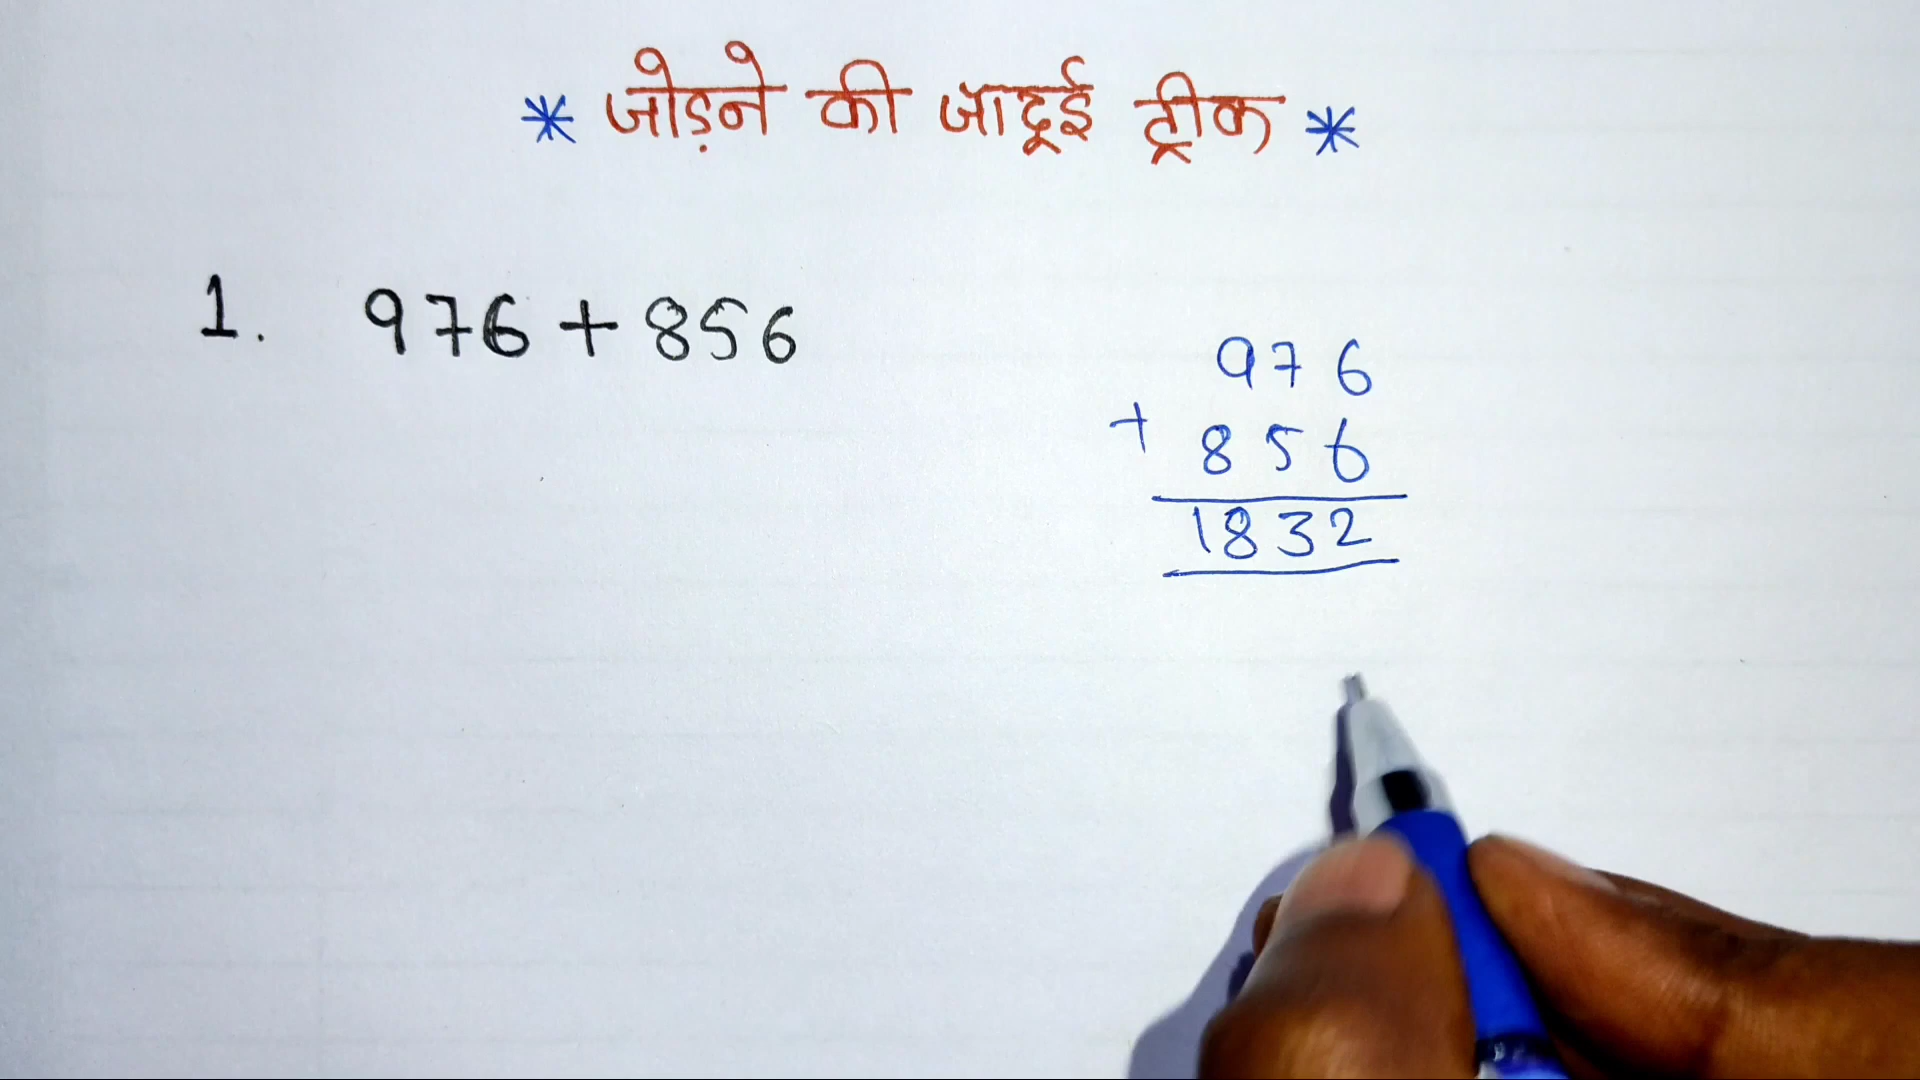 * जोड़ने की जादूई ट्रीक *
1. 976 + 856
976
+ 856
1832